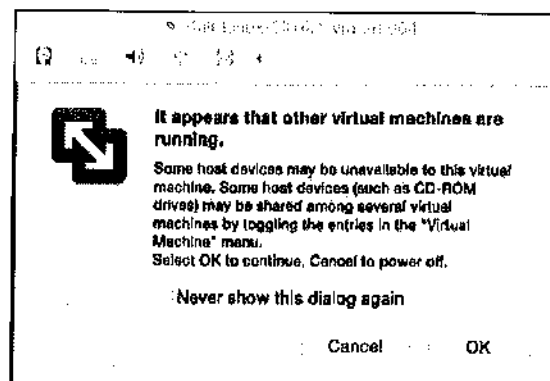 It appears that other virtual machines are
running.
Some host devices may be unavailable to this virtual
machine. Some host devices (such as CD-ROM
drives) may be shared among several virtual
machines by toggling the entries in the "Virtual
Machine" menu.
Select OK to continue, Cancel to power off.
Never show this dialog again
Cancel OK